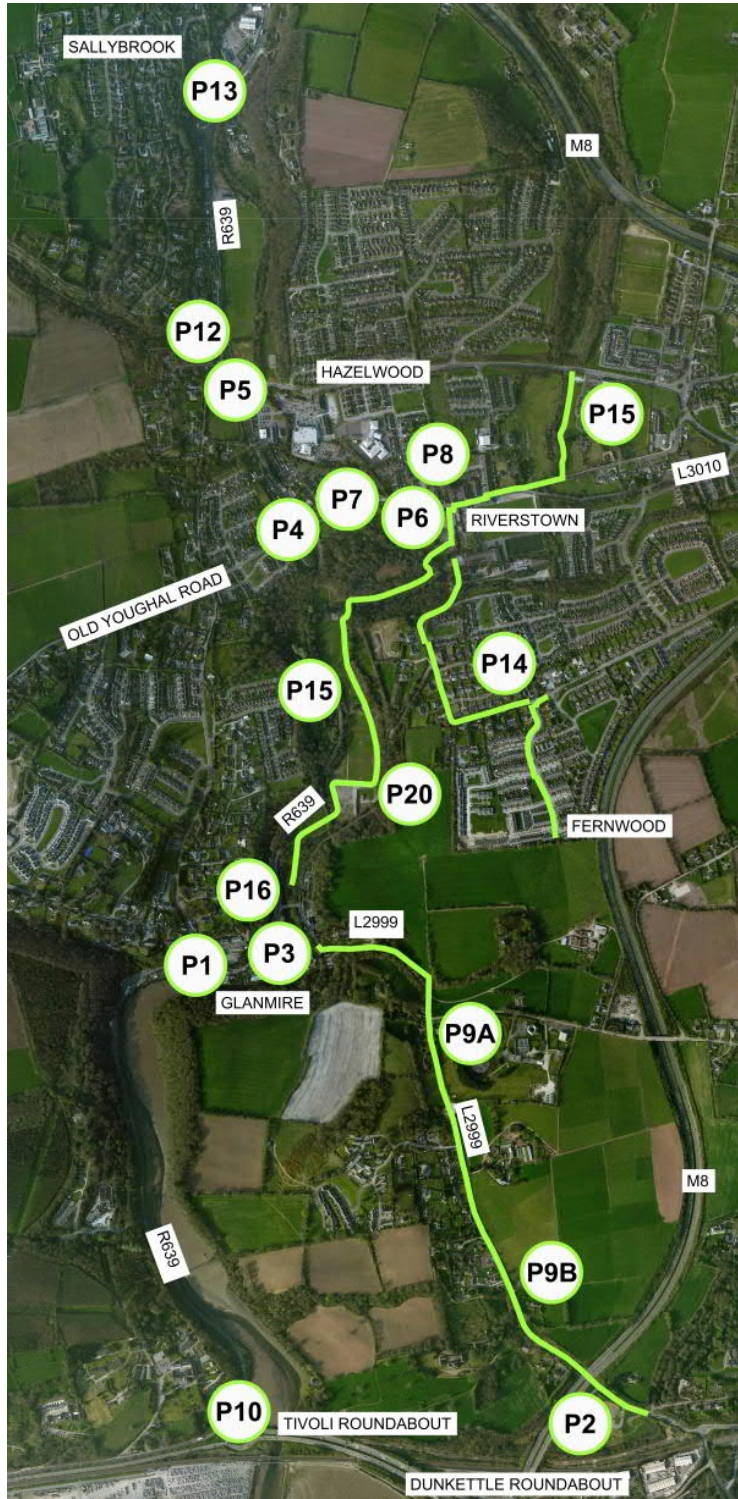 SALLYBROOK
P13
M8
R639
P12
HAZELWOOD
P5
P15
P8
L3010
P7
P6
RIVERSTOWN
P4
OLD YOUGHAL ROAD
P14
P15
P20
R639
FERNWOOD
P16
L2999
P3
P1
GLANMIRE
P9A
L2999
M8
R639
P9B
P10
TIVOLI ROUNDABOUT
P2
DUNKETTLE ROUNDABOUT